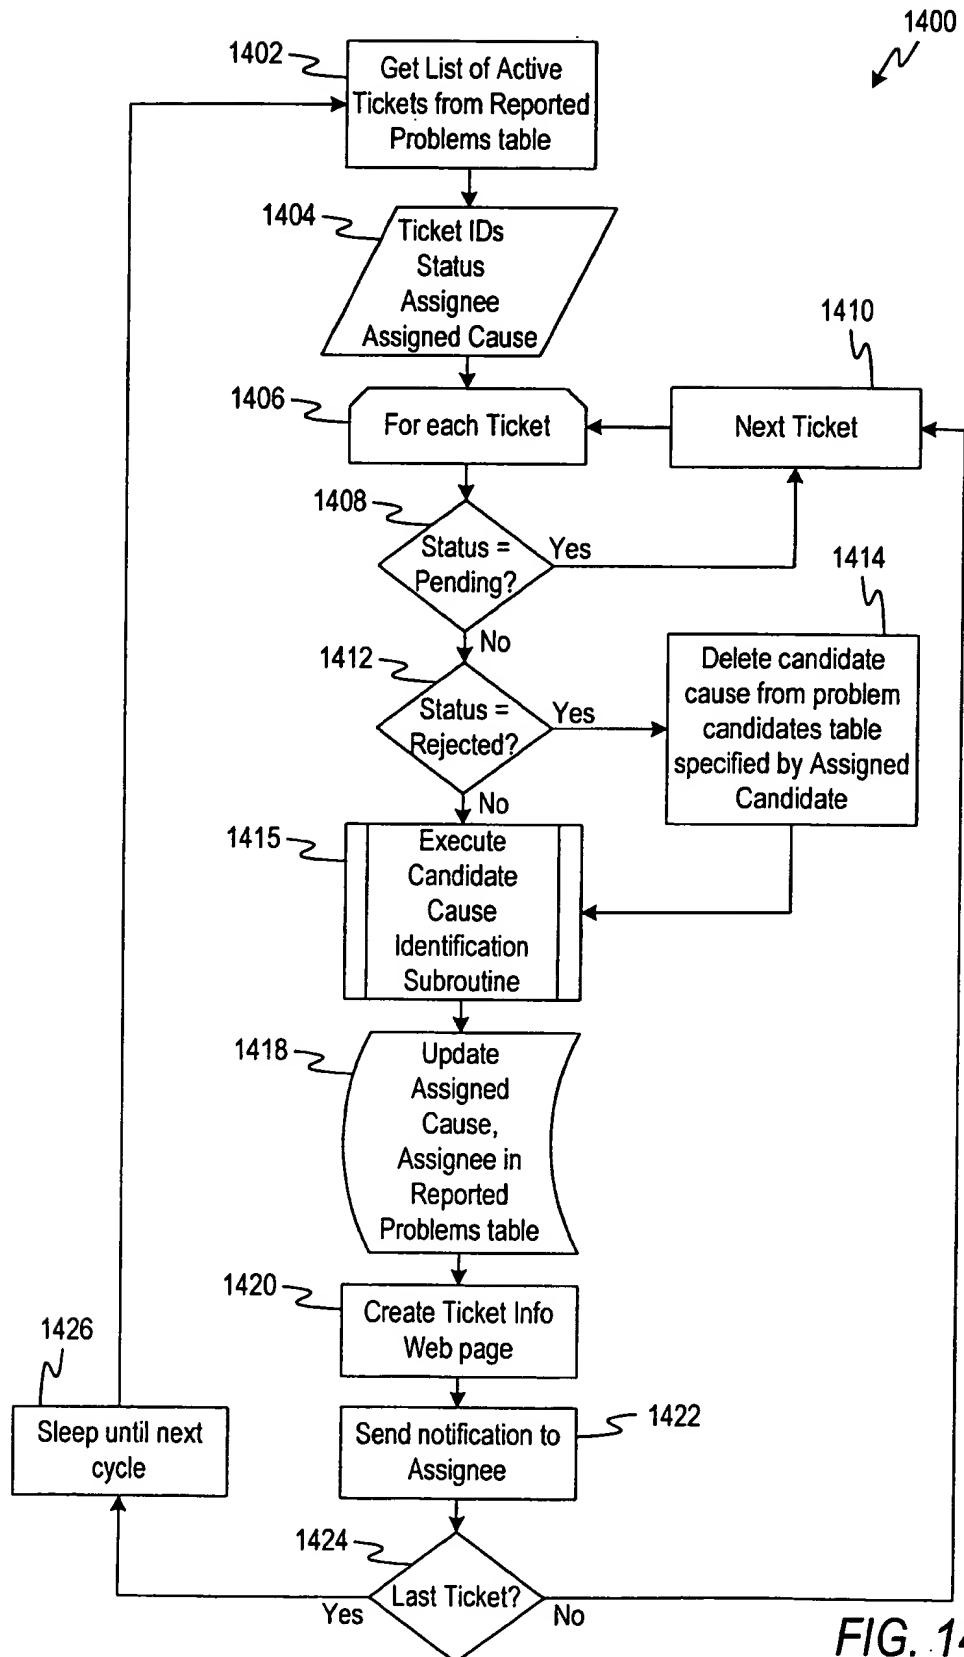 1400
1402
Get List of Active
Tickets from Reported
Problems table
1404
Ticket IDs
Status
Assignee
Assigned Cause
1410
1406
For each Ticket
Next Ticket
1408
Status =
Pending?
Yes
No
1414
1412
Status =
Rejected?
Yes
No
Delete candidate
cause from problem
candidates table
specified by Assigned
Candidate
1415
Execute
Candidate
Cause
Identification
Subroutine
1418
Update
Assigned
Cause,
Assignee in
Reported
Problems table
1420
Create Ticket Info
Web page
1426
Sleep until next
cycle
1422
Send notification to
Assignee
1424
Last Ticket?
Yes
No
FIG. 14